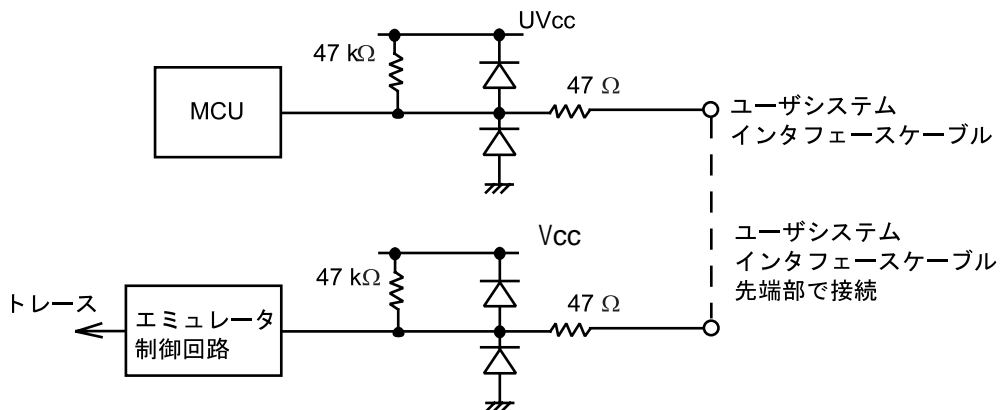 UVcc
47 kΩ
MCU
47 Ω
ユーザシステム
インタフェースケーブル
Vcc
47 kΩ
47 Ω
ユーザシステム
インタフェースケーブル
先端部で接続
トレース
エミュレータ
制御回路